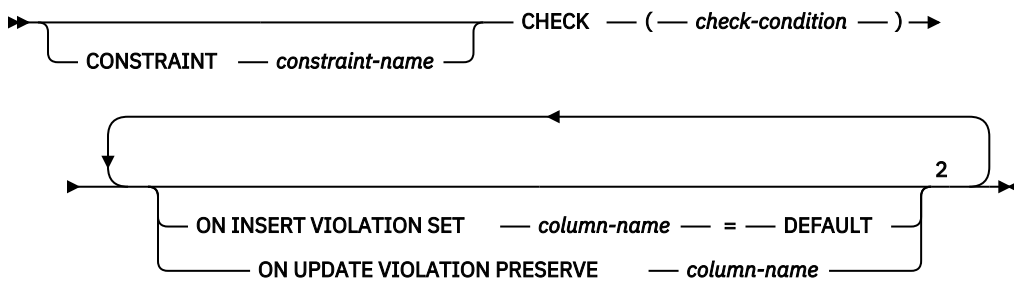 CHECK ( check-condition )
CONSTRAINT constraint-name
2
ON INSERT VIOLATION SET column-name = DEFAULT
ON UPDATE VIOLATION PRESERVE column-name